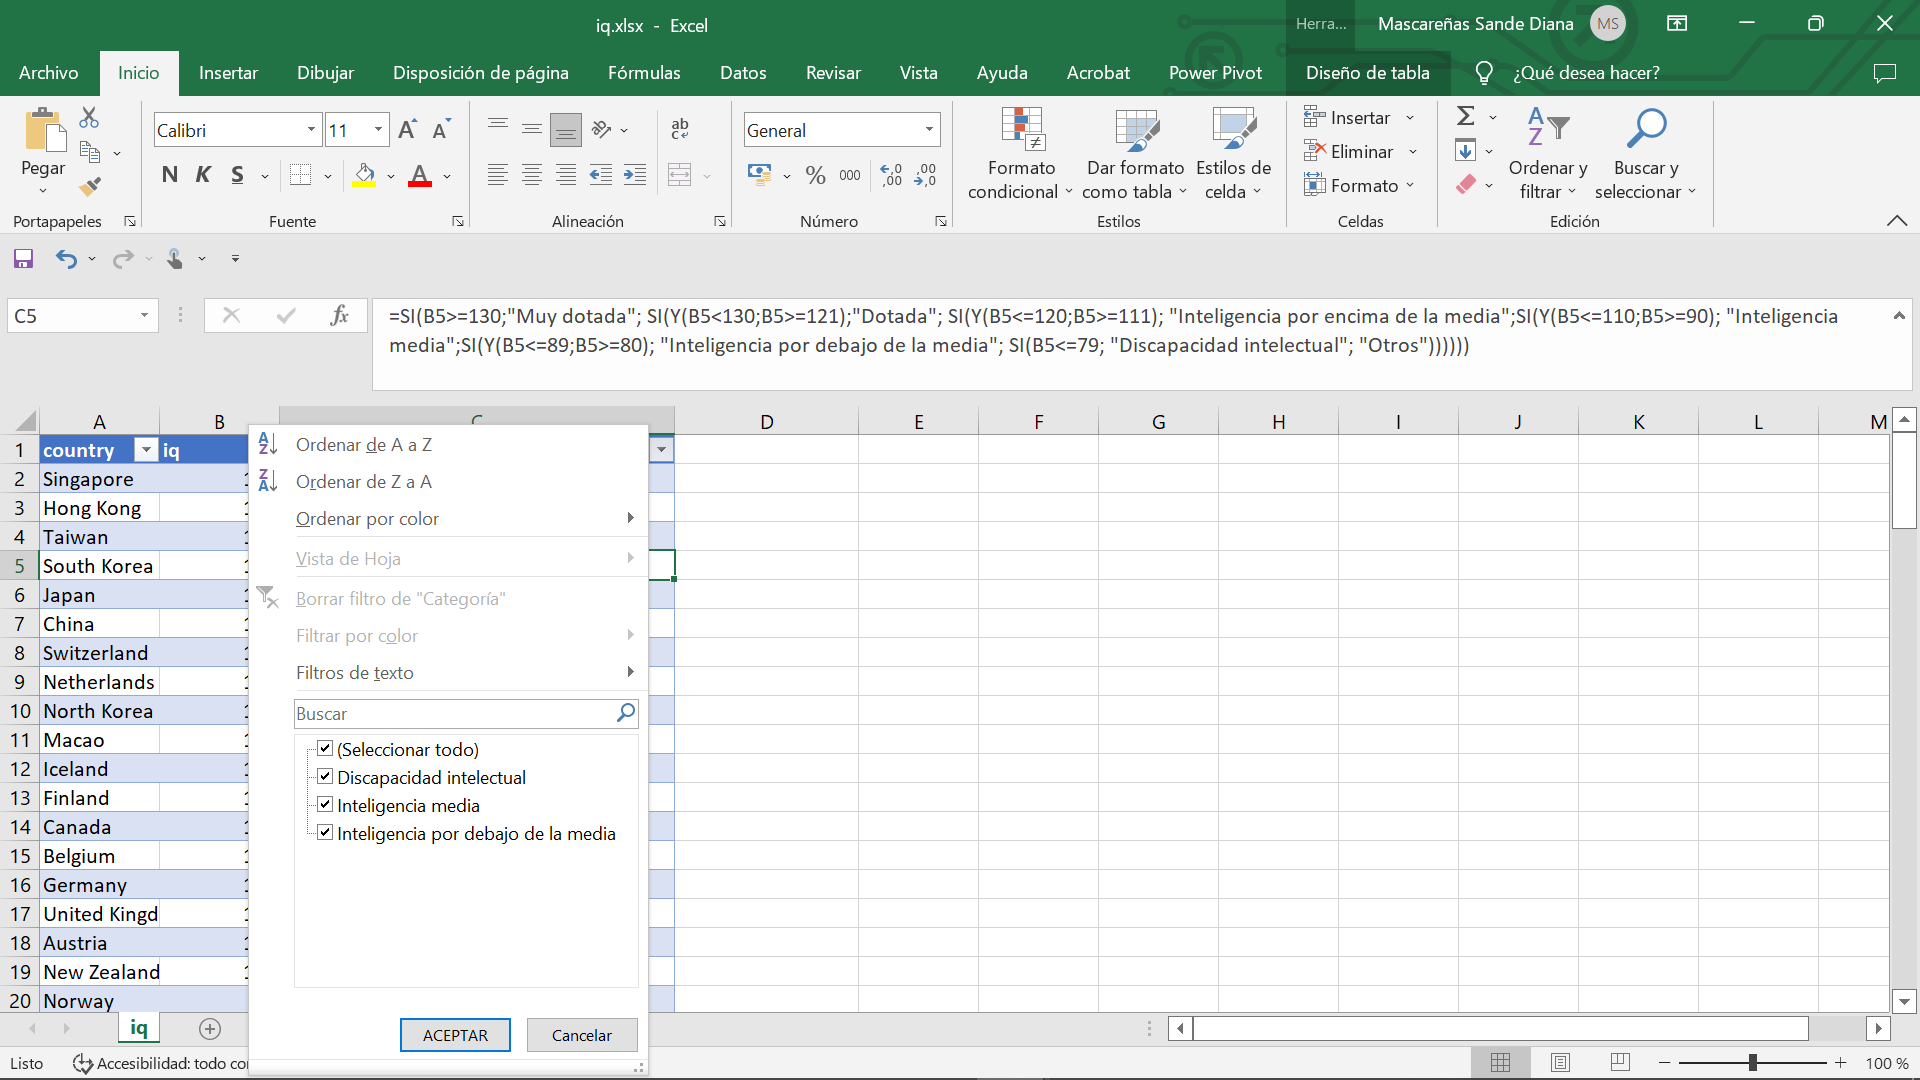 iq.xlsx - Excel
Herra...
Mascareñas Sande Diana
MS
Archivo
Inicio
Insertar
Dibujar
Disposición de página
Fórmulas
Datos
Revisar
Vista
Ayuda
Acrobat
Power Pivot
Diseño de tabla
¿Qué desea hacer?
Pegar
Calibri
11
N K S
General
% 000
Formato condicional
Dar formato como tabla
Estilos de celda
Insertar
Eliminar
Formato
Ordenar y filtrar
Buscar y seleccionar
Portapapeles
Fuente
Alineación
Número
Estilos
Celdas
Edición
C5
fx
=SI(B5>=130;"Muy dotada"; SI(Y(B5<130;B5>=121);"Dotada"; SI(Y(B5<=120;B5>=111); "Inteligencia por encima de la media";SI(Y(B5<=110;B5>=90); "Inteligencia
media";SI(Y(B5<=89;B5>=80); "Inteligencia por debajo de la media"; SI(B5<=79; "Discapacidad intelectual"; "Otros"))))))
A B C D E F G H I J K L M
1 country iq
2 Singapore
3 Hong Kong
4 Taiwan
5 South Korea
6 Japan
7 China
8 Switzerland
9 Netherlands
10 North Korea
11 Macao
12 Iceland
13 Finland
14 Canada
15 Belgium
16 Germany
17 United Kingd
18 Austria
19 New Zealand
20 Norway
Ordenar de A a Z
Ordenar de Z a A
Ordenar por color
Vista de Hoja
Borrar filtro de "Categoría"
Filtrar por color
Filtros de texto
Buscar
(Seleccionar todo)
Discapacidad intelectual
Inteligencia media
Inteligencia por debajo de la media
ACEPTAR
Cancelar
iq
Listo
Accesibilidad: todo
100 %